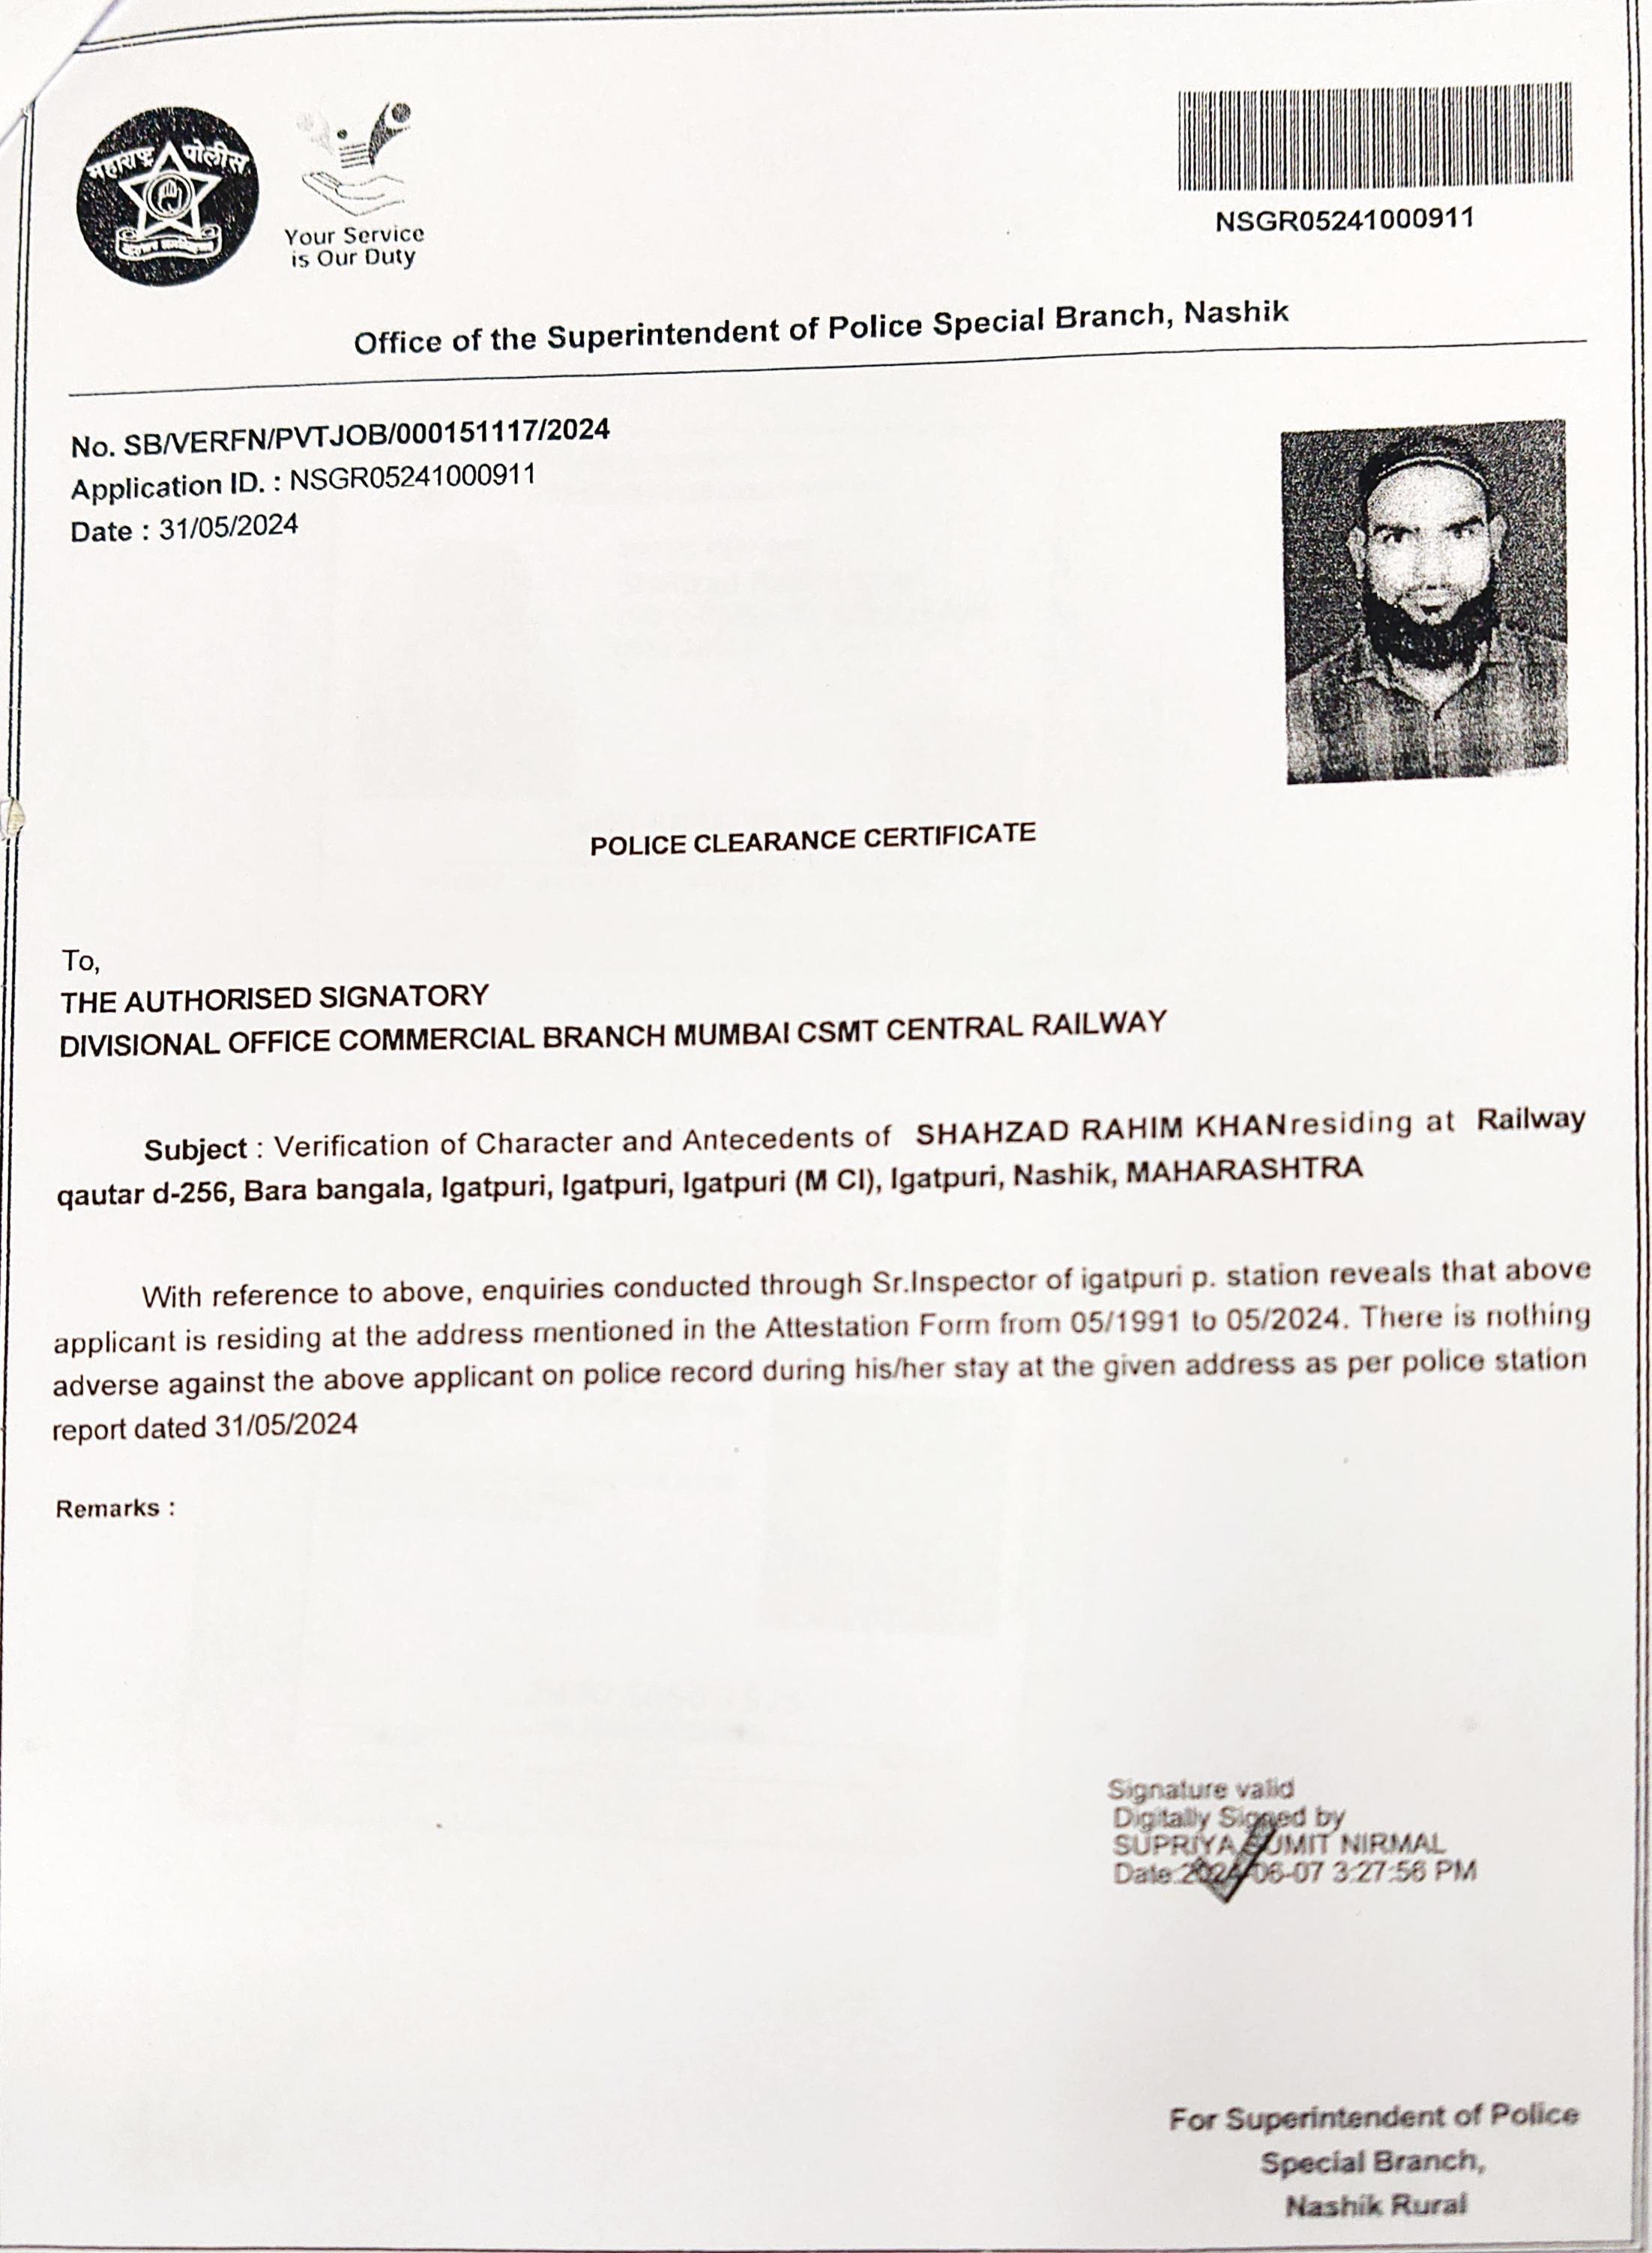 महाराष्ट्र पोलीस
Your Service
is Our Duty
NSGR05241000911
Office of the Superintendent of Police Special Branch, Nashik
No. SB/VERFN/PVTJOB/000151117/2024
Application ID. : NSGR05241000911
Date : 31/05/2024
POLICE CLEARANCE CERTIFICATE
To,
THE AUTHORISED SIGNATORY
DIVISIONAL OFFICE COMMERCIAL BRANCH MUMBAI CSMT CENTRAL RAILWAY
Subject : Verification of Character and Antecedents of SHAHZAD RAHIM KHANresiding at Railway
qautar d-256, Bara bangala, Igatpuri, Igatpuri, Igatpuri (M Cl), Igatpuri, Nashik, MAHARASHTRA
With reference to above, enquiries conducted through Sr.Inspector of igatpuri p. station reveals that above
applicant is residing at the address mentioned in the Attestation Form from 05/1991 to 05/2024. There is nothing
adverse against the above applicant on police record during his/her stay at the given address as per police station
report dated 31/05/2024
Remarks :
Signature valid
Digitally Signed by
SUPRIYA SUMIT NIRMAL
Date:2024-06-07 3:27:56 PM
For Superintendent of Police
Special Branch,
Nashik Rural